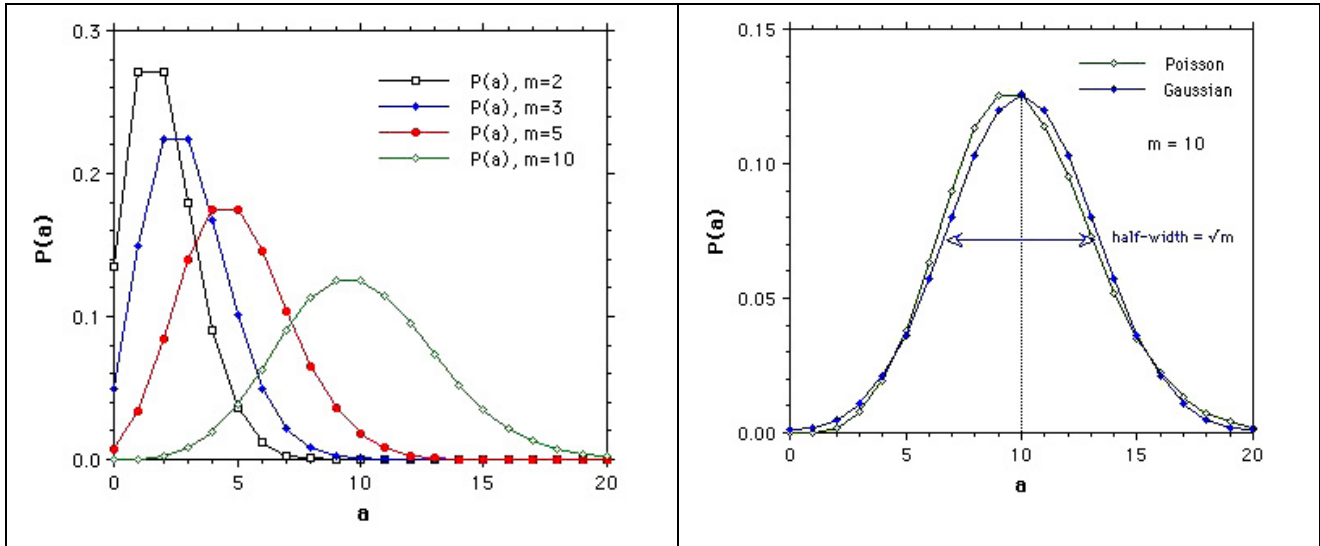 0.3
0.2
0.1
0.0
P(a)
0
5
10
15
20
a
P(a), m=2
P(a), m=3
P(a), m=5
P(a), m=10
0.15
0.10
0.05
0.00
P(a)
0
5
10
15
20
a
Poisson
Gaussian
m = 10
half-width = √m